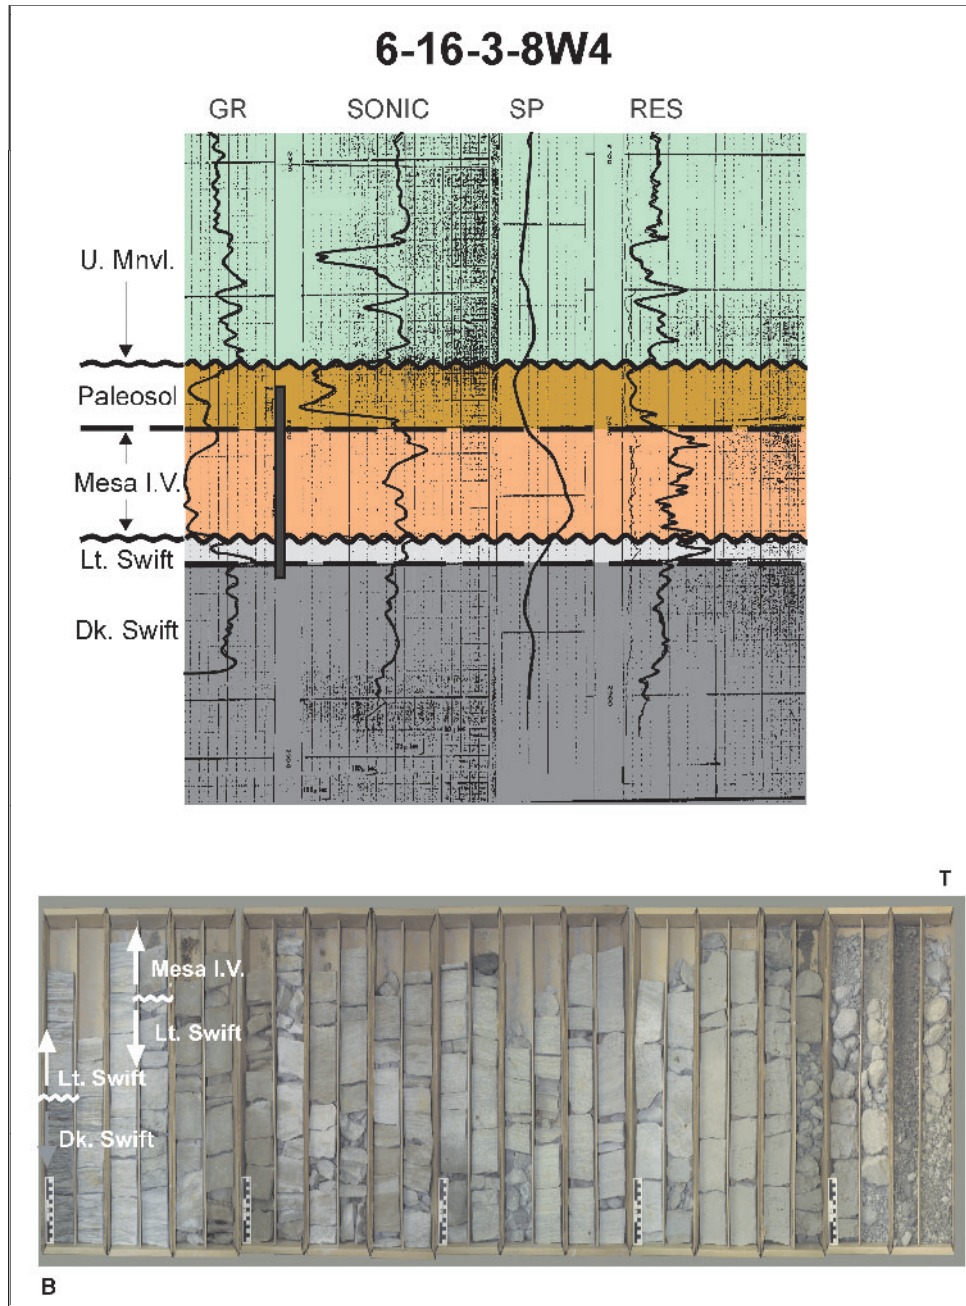 6-16-3-8W4
GR SONIC SP RES
U. Mnvl.
Paleosol
Mesa I.V.
Lt. Swift
Dk. Swift
T
Mesa I.V.
Lt. Swift
Lt. Swift
Dk. Swift
B